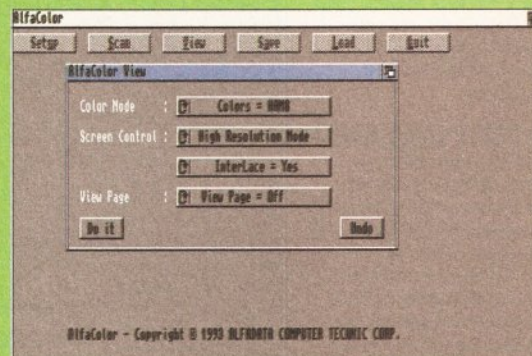 AlfaColor
Setup Scan View Save Load Quit
AlfaColor View
Color Mode : Colors = HAM8
Screen Control : High Resolution Mode
InterLace = Yes
View Page : View Page = Off
Do it Undo
AlfaColor - Copyright © 1993 ALFADATA COMPUTER TECHNIC CORP.